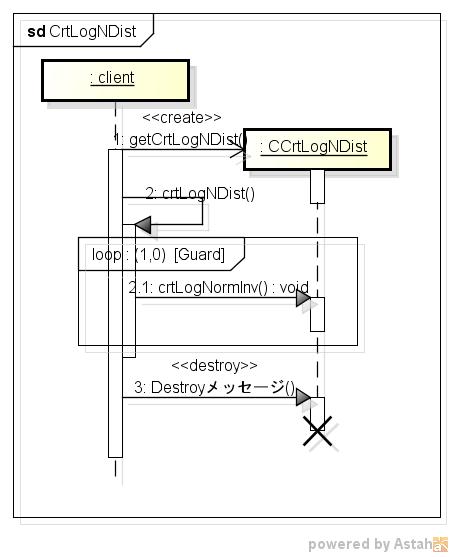 sd CrtLogNDist
: client
<<create>>
1: getCrtLogNDist()
: CCrtLogNDist
2: crtLogNDist()
loop : (1,0) [Guard]
2.1: crtLogNormInv() : void
<<destroy>>
3: Destroyメッセージ()
powered by Astah